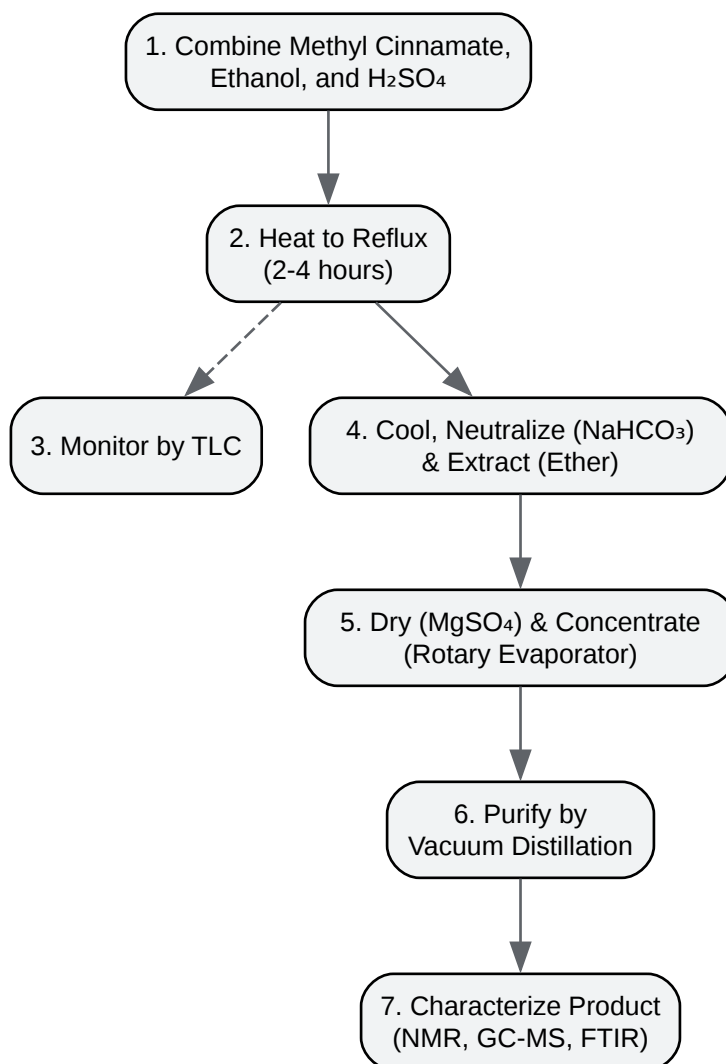 1. Combine Methyl Cinnamate,
Ethanol, and H₂SO₄
2. Heat to Reflux
(2-4 hours)
3. Monitor by TLC
4. Cool, Neutralize (NaHCO₃)
& Extract (Ether)
5. Dry (MgSO₄) & Concentrate
(Rotary Evaporator)
6. Purify by
Vacuum Distillation
7. Characterize Product
(NMR, GC-MS, FTIR)